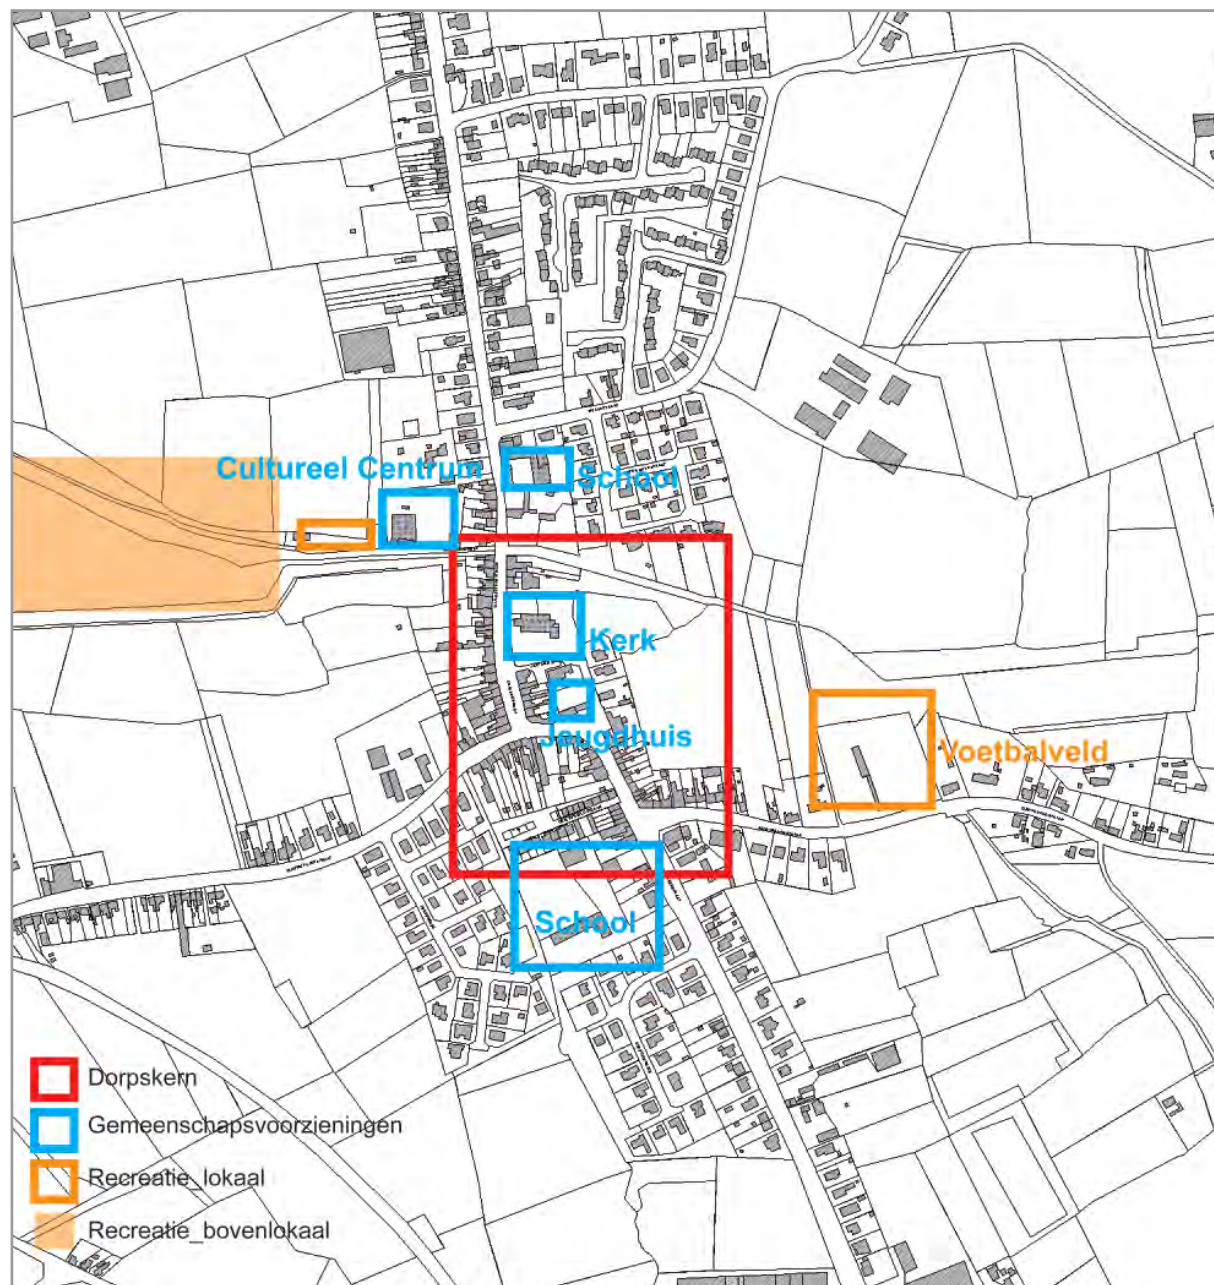 Cultureel Centrum
School
Kerk
Jeugdhuis
Voetbalveld
School
Dorpskern
Gemeenschapsvoorzieningen
Recreatie_lokaal
Recreatie_bovenlokaal